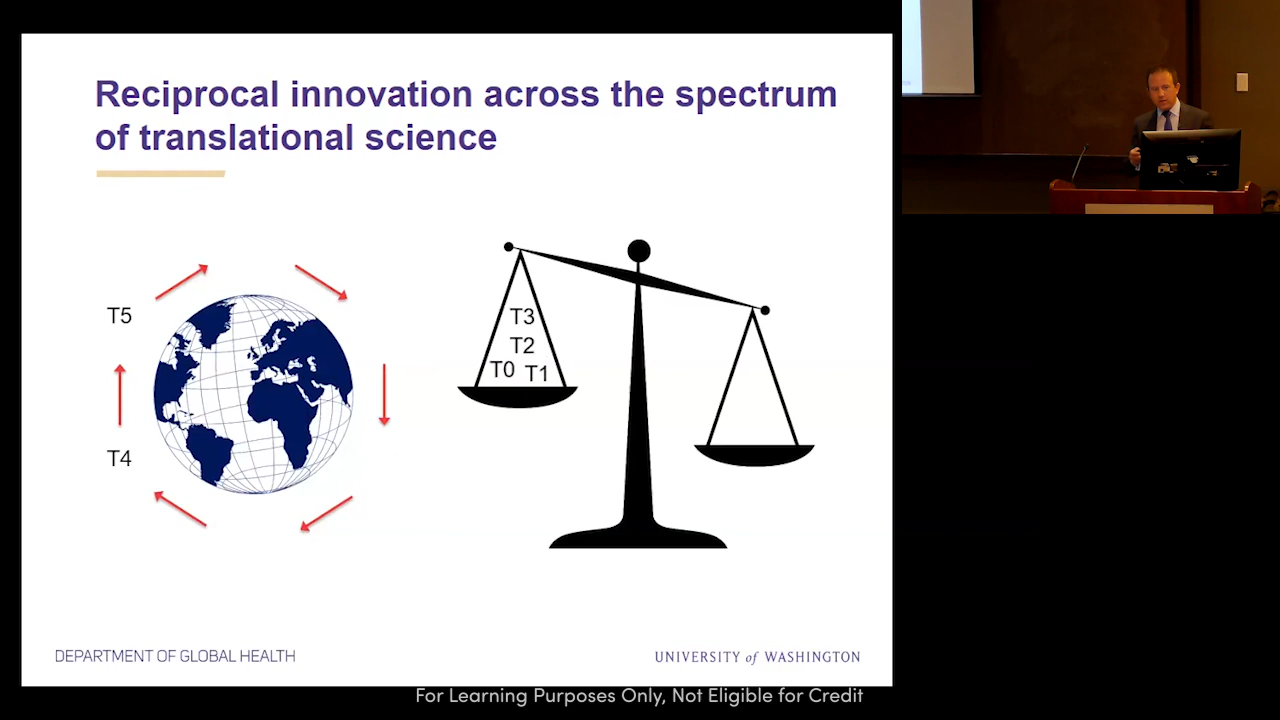 Reciprocal innovation across the spectrum
of translational science
T5
T4
T3
T2
T0 T1
DEPARTMENT OF GLOBAL HEALTH
UNIVERSITY of WASHINGTON
For Learning Purposes Only, Not Eligible for Credit